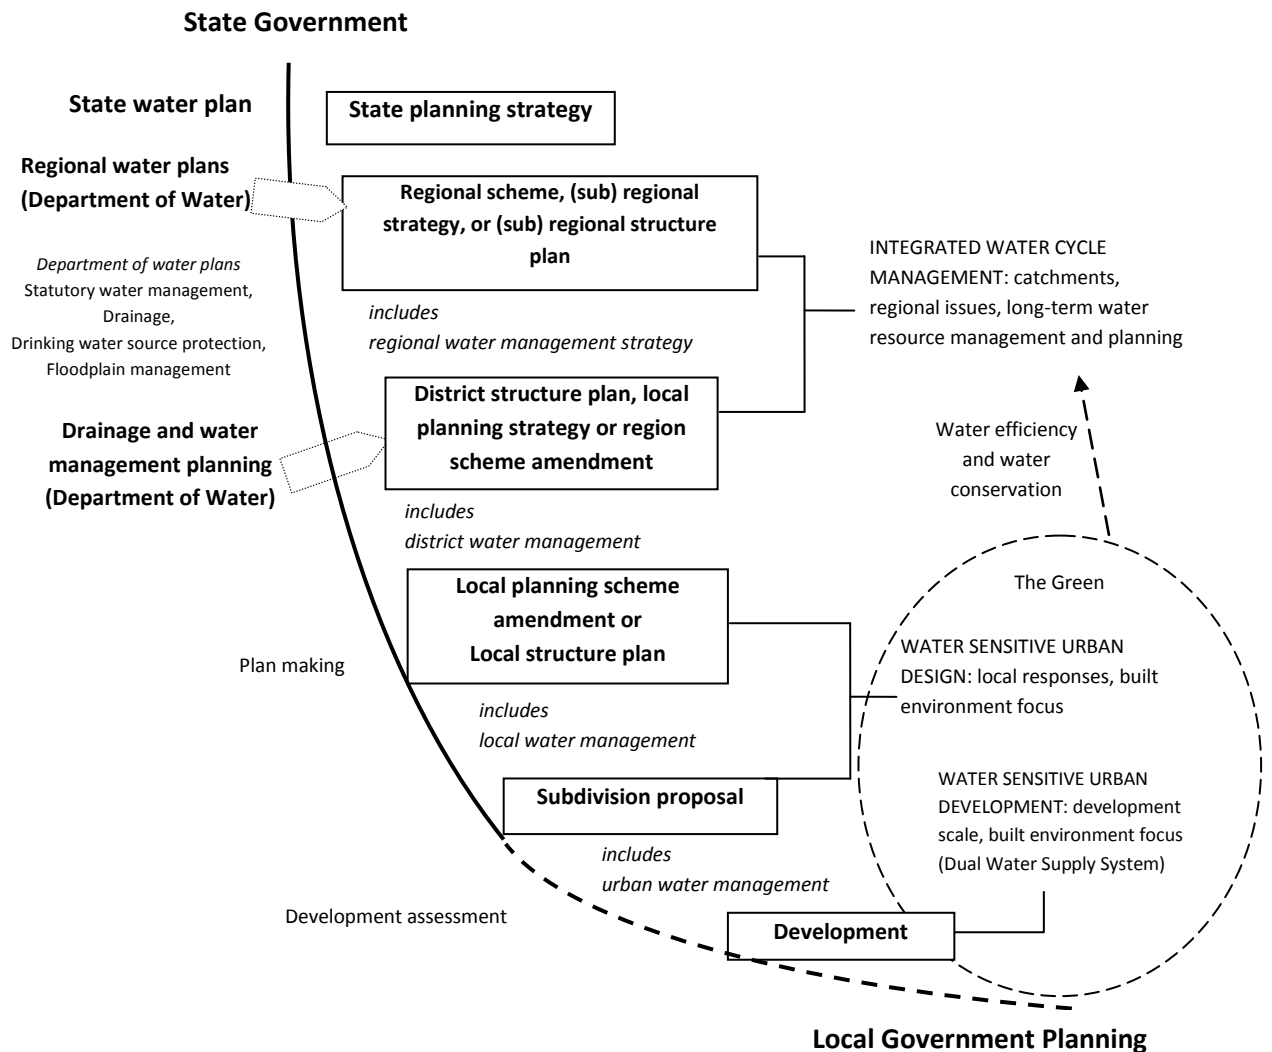 State Government
State water plan
State planning strategy
Regional water plans
(Department of Water)
Regional scheme, (sub) regional
strategy, or (sub) regional structure
plan
Department of water plans
Statutory water management,
Drainage,
Drinking water source protection,
Floodplain management
includes
regional water management strategy
INTEGRATED WATER CYCLE
MANAGEMENT: catchments,
regional issues, long-term water
resource management and planning
Drainage and water
management planning
(Department of Water)
District structure plan, local
planning strategy or region
scheme amendment
Water efficiency
and water
conservation
includes
district water management
Local planning scheme
amendment or
Local structure plan
The Green
Plan making
WATER SENSITIVE URBAN
DESIGN: local responses, built
environment focus
includes
local water management
Subdivision proposal
WATER SENSITIVE URBAN
DEVELOPMENT: development
scale, built environment focus
(Dual Water Supply System)
includes
urban water management
Development assessment
Development
Local Government Planning